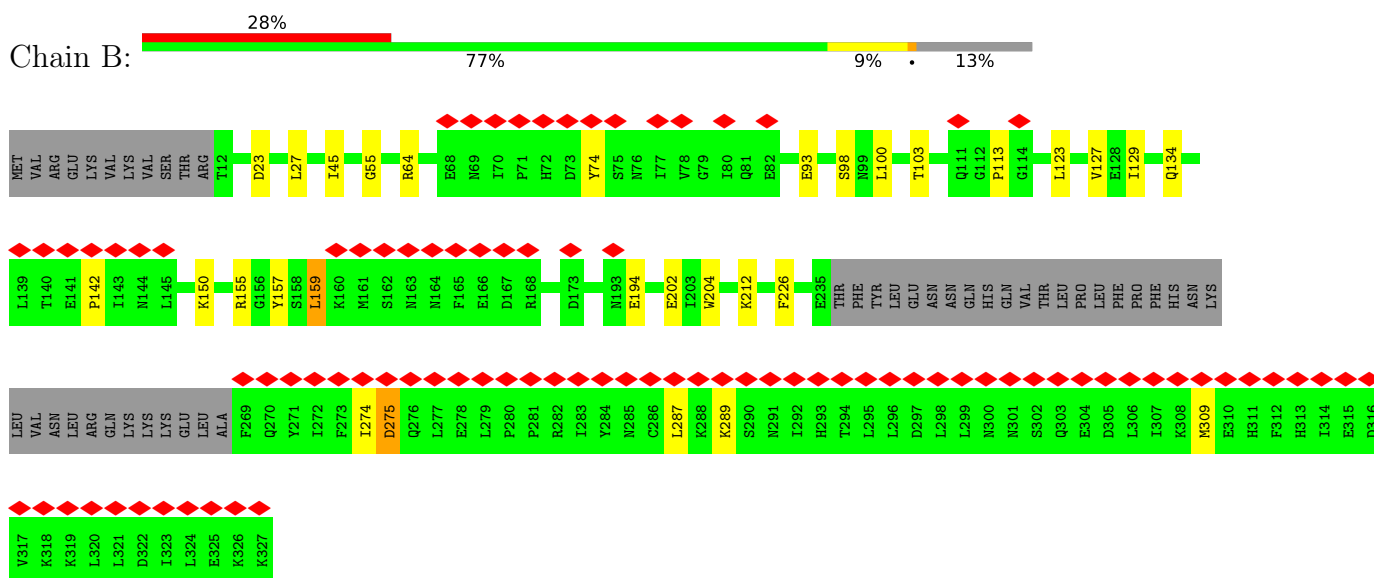 28%
Chain B:
77% 9% • 13%
MET VAL ARG GLU LYS VAL LYS VAL SER THR ARG T12 D23 L27 I45 G55 R64 E68 N69 I70 P71 H72 D73 Y74 S75 N76 I77 V78 G79 I80 Q81 E82 E93 S98 N99 L100 T103 Q111 G112 P113 G114 L123 V127 E128 I129 Q134
L139 T140 E141 P142 I143 N144 L145 K150 R155 G156 Y157 S158 L159 K160 M161 S162 N163 N164 F165 E166 D167 R168 D173 N193 E194 E202 I203 W204 K212 F226 E235 THR PHE TYR LEU GLU ASN ASN GLN HIS GLN VAL THR LEU PRO LEU PHE PRO PRO PHE HIS ASN LYS
LEU VAL ASN LEU ARG GLN LYS LYS LYS GLU LEU ALA F269 Q270 Y271 I272 F273 I274 D275 Q276 L277 E278 L279 P280 P281 R282 I283 Y284 N285 C286 L287 K288 K289 S290 N291 I292 H293 T294 L295 L296 D297 L298 L299 N300 N301 S302 Q303 E304 D305 L306 I307 K308 M309 E310 H311 F312 H313 I314 E315 D316
V317 K318 K319 L320 L321 D322 I323 L324 E325 K326 K327